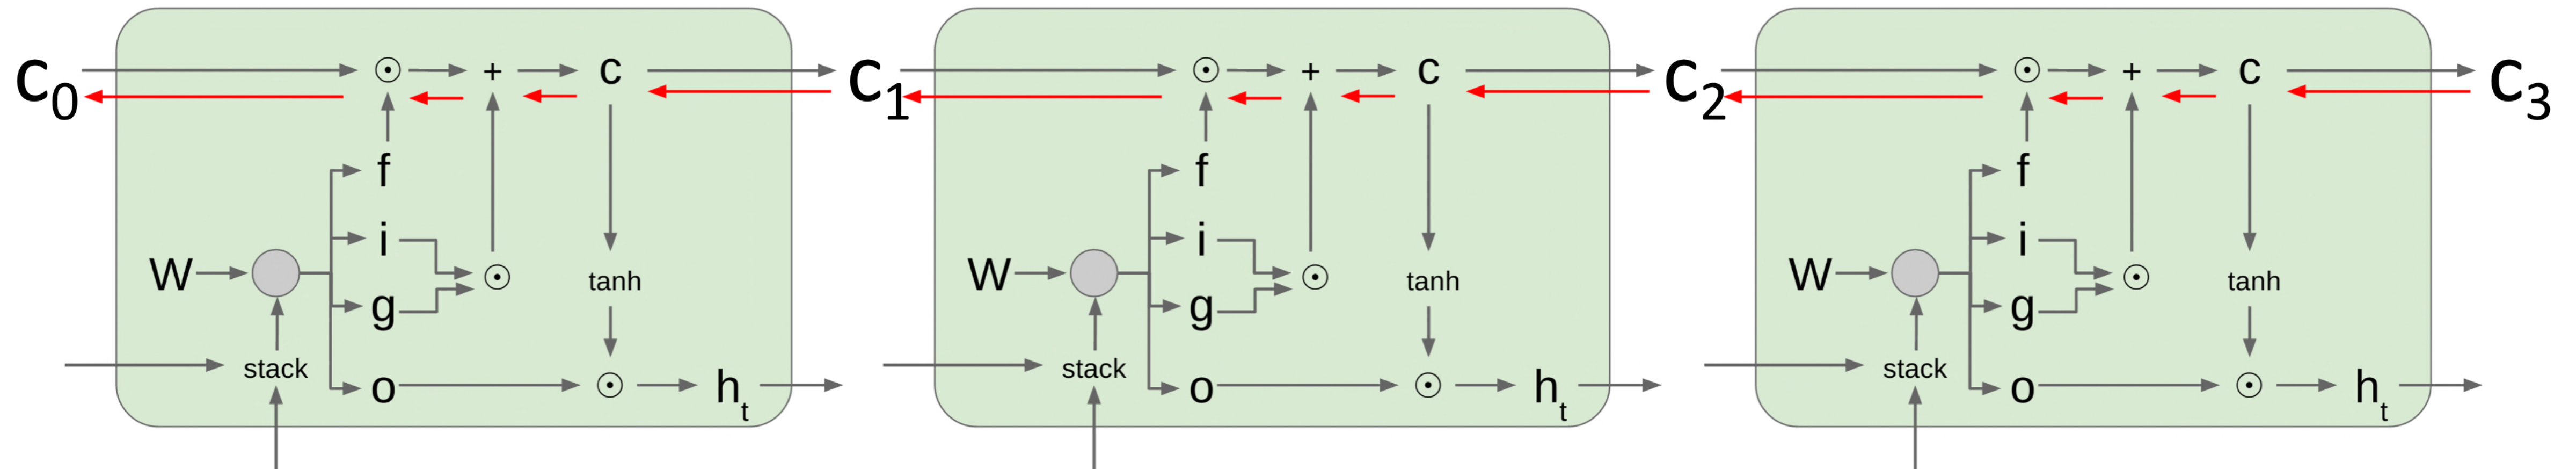 c₀ ⊙ + c c₁ ⊙ + c c₂ ⊙ + c c₃
f f f
i i i
W ⊙ tanh W ⊙ tanh W ⊙ tanh
g g g
stack stack stack
o ⊙ hₜ o ⊙ hₜ o ⊙ hₜ